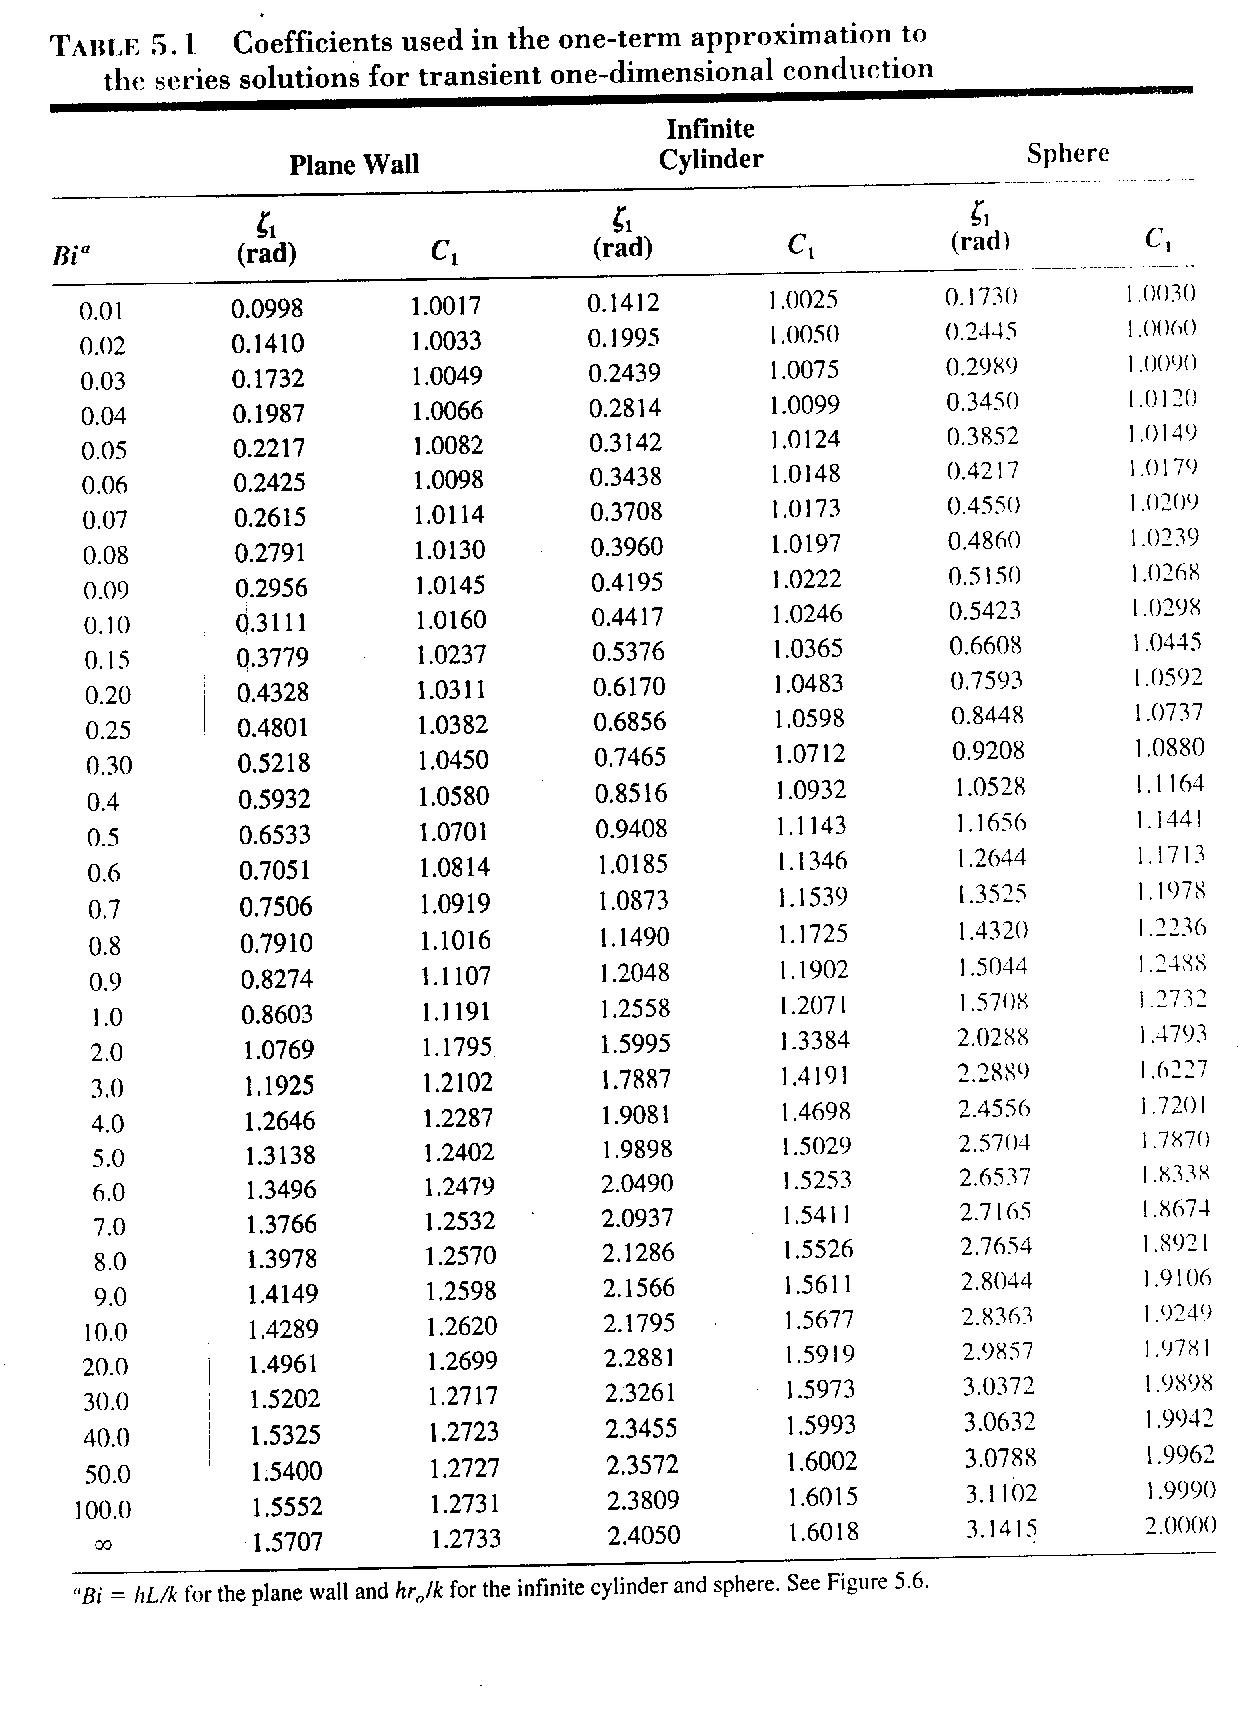 TABLE 5.1 Coefficients used in the one-term approximation to
the series solutions for transient one-dimensional conduction
Infinite
Plane Wall Cylinder Sphere
ζ₁ ζ₁ ζ₁
Biᵃ (rad) C₁ (rad) C₁ (rad) C₁
0.01 0.0998 1.0017 0.1412 1.0025 0.1730 1.0030
0.02 0.1410 1.0033 0.1995 1.0050 0.2445 1.0060
0.03 0.1732 1.0049 0.2439 1.0075 0.2989 1.0090
0.04 0.1987 1.0066 0.2814 1.0099 0.3450 1.0120
0.05 0.2217 1.0082 0.3142 1.0124 0.3852 1.0149
0.06 0.2425 1.0098 0.3438 1.0148 0.4217 1.0179
0.07 0.2615 1.0114 0.3708 1.0173 0.4550 1.0209
0.08 0.2791 1.0130 0.3960 1.0197 0.4860 1.0239
0.09 0.2956 1.0145 0.4195 1.0222 0.5150 1.0268
0.10 0.3111 1.0160 0.4417 1.0246 0.5423 1.0298
0.15 0.3779 1.0237 0.5376 1.0365 0.6608 1.0445
0.20 0.4328 1.0311 0.6170 1.0483 0.7593 1.0592
0.25 0.4801 1.0382 0.6856 1.0598 0.8448 1.0737
0.30 0.5218 1.0450 0.7465 1.0712 0.9208 1.0880
0.4 0.5932 1.0580 0.8516 1.0932 1.0528 1.1164
0.5 0.6533 1.0701 0.9408 1.1143 1.1656 1.1441
0.6 0.7051 1.0814 1.0185 1.1346 1.2644 1.1713
0.7 0.7506 1.0919 1.0873 1.1539 1.3525 1.1978
0.8 0.7910 1.1016 1.1490 1.1725 1.4320 1.2236
0.9 0.8274 1.1107 1.2048 1.1902 1.5044 1.2488
1.0 0.8603 1.1191 1.2558 1.2071 1.5708 1.2732
2.0 1.0769 1.1795 1.5995 1.3384 2.0288 1.4793
3.0 1.1925 1.2102 1.7887 1.4191 2.2889 1.6227
4.0 1.2646 1.2287 1.9081 1.4698 2.4556 1.7201
5.0 1.3138 1.2402 1.9898 1.5029 2.5704 1.7870
6.0 1.3496 1.2479 2.0490 1.5253 2.6537 1.8338
7.0 1.3766 1.2532 2.0937 1.5411 2.7165 1.8674
8.0 1.3978 1.2570 2.1286 1.5526 2.7654 1.8921
9.0 1.4149 1.2598 2.1566 1.5611 2.8044 1.9106
10.0 1.4289 1.2620 2.1795 1.5677 2.8363 1.9249
20.0 1.4961 1.2699 2.2881 1.5919 2.9857 1.9781
30.0 1.5202 1.2717 2.3261 1.5973 3.0372 1.9898
40.0 1.5325 1.2723 2.3455 1.5993 3.0632 1.9942
50.0 1.5400 1.2727 2.3572 1.6002 3.0788 1.9962
100.0 1.5552 1.2731 2.3809 1.6015 3.1102 1.9990
∞ 1.5707 1.2733 2.4050 1.6018 3.1415 2.0000
ᵃBi = hL/k for the plane wall and hrₒ/k for the infinite cylinder and sphere. See Figure 5.6.